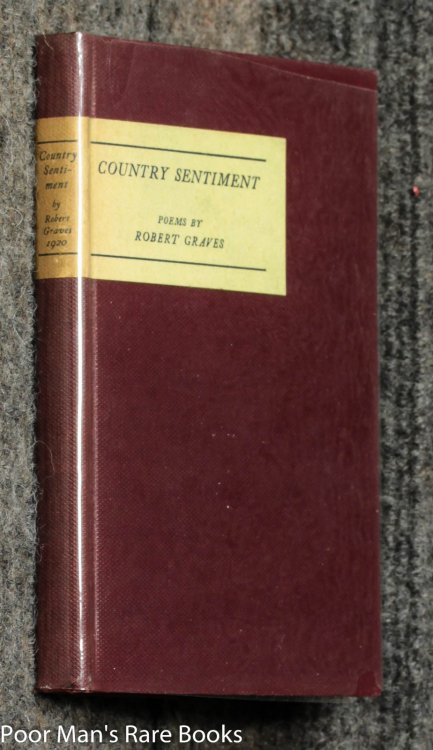 Country
Senti-
ment
by
Robert
Graves
1920
COUNTRY SENTIMENT
POEMS BY
ROBERT GRAVES
Poor Man's Rare Books